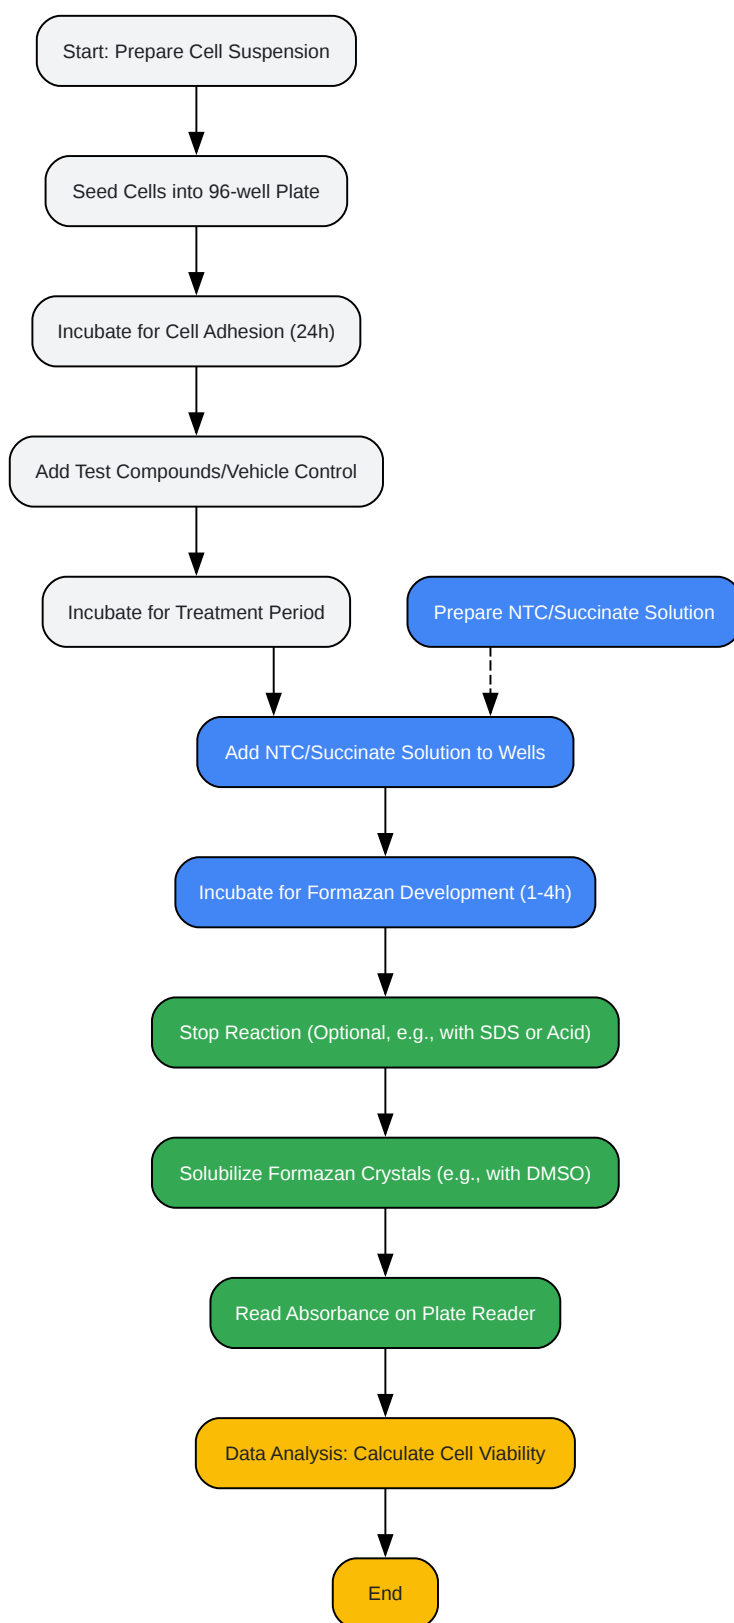 Start: Prepare Cell Suspension
Seed Cells into 96-well Plate
Incubate for Cell Adhesion (24h)
Add Test Compounds/Vehicle Control
Incubate for Treatment Period
Prepare NTC/Succinate Solution
Add NTC/Succinate Solution to Wells
Incubate for Formazan Development (1-4h)
Stop Reaction (Optional, e.g., with SDS or Acid)
Solubilize Formazan Crystals (e.g., with DMSO)
Read Absorbance on Plate Reader
Data Analysis: Calculate Cell Viability
End